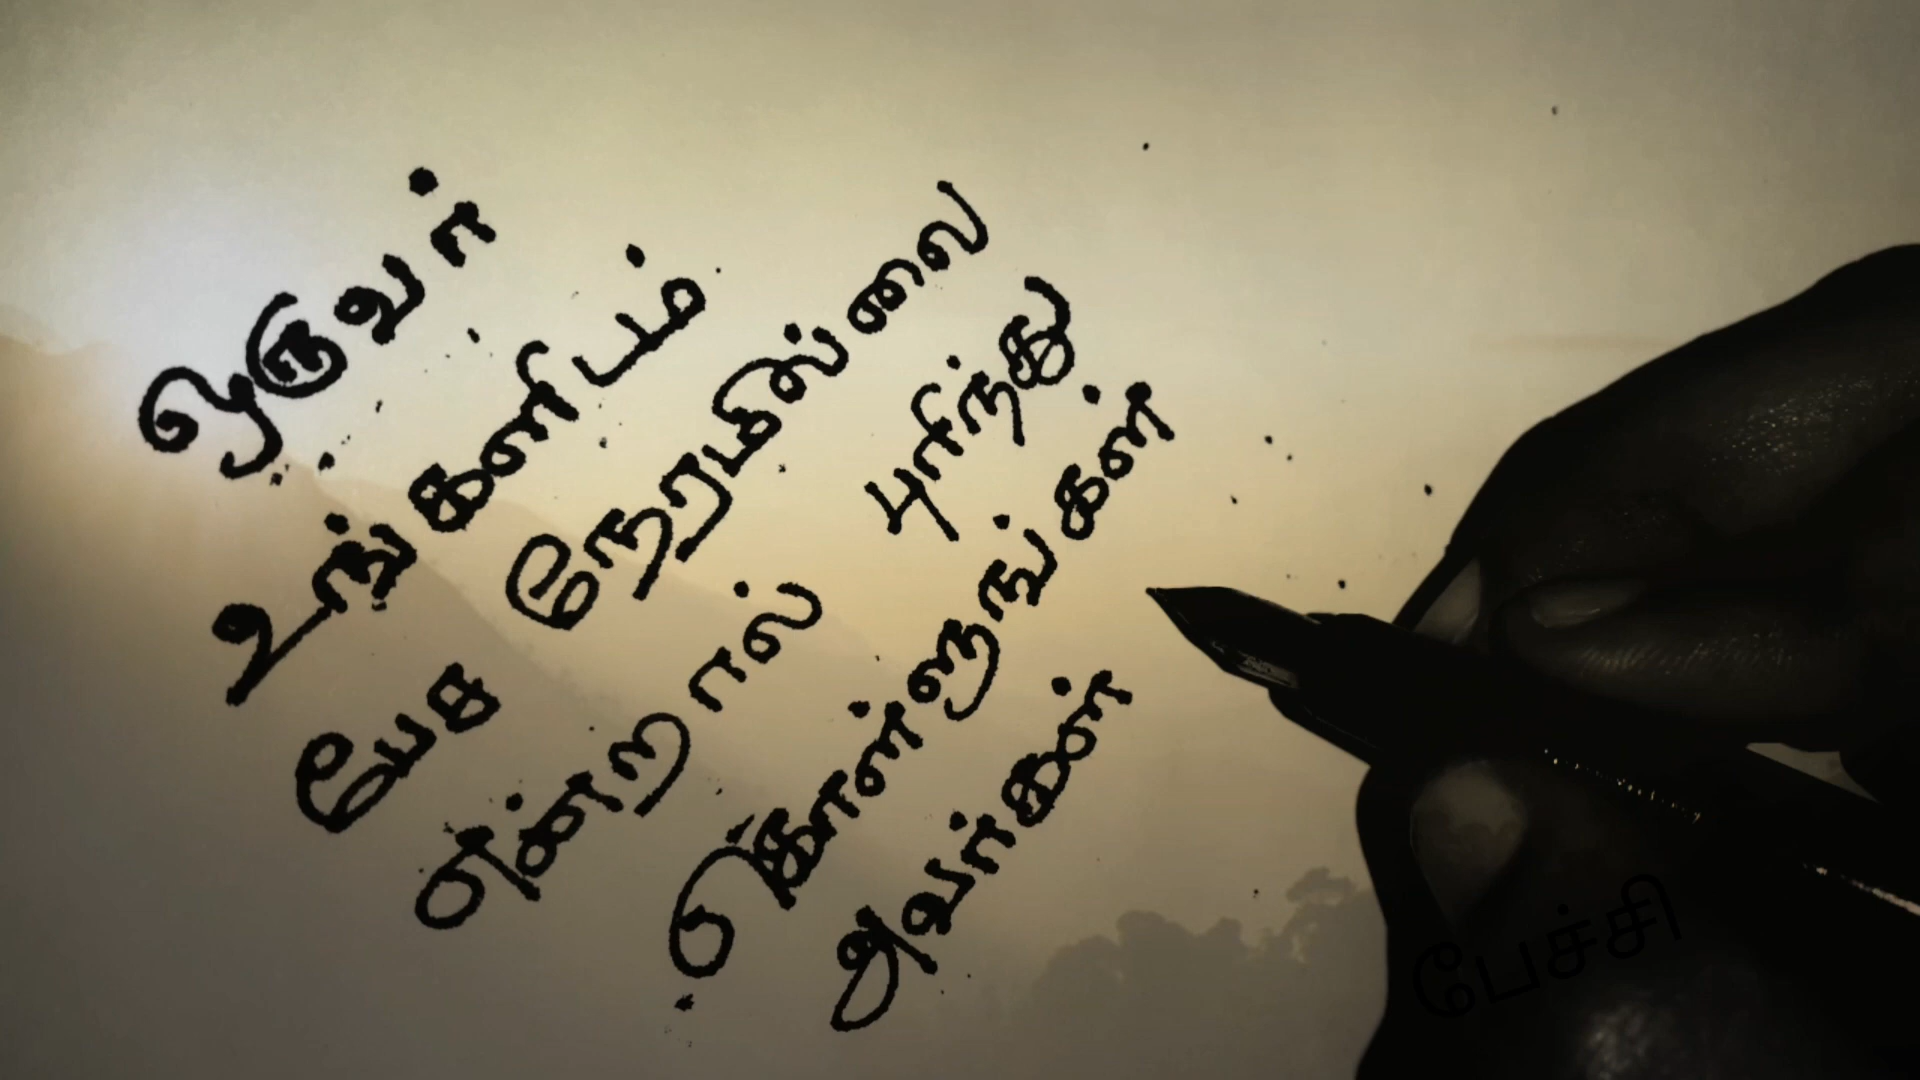 ஒருவர்
உங்களிடம்
பேச நேரமில்லை
என்றால் புரிந்து
கொள்ளுங்கள்
அவர்கள்
பேச்சி